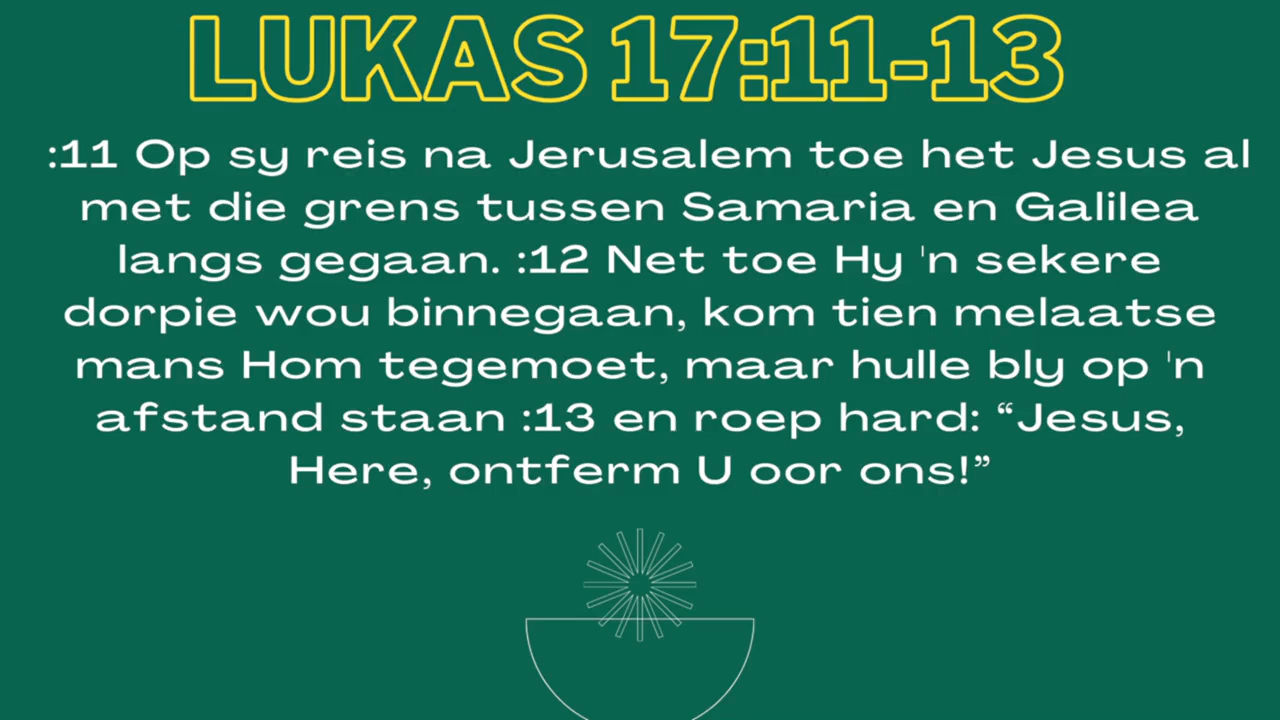 LUKAS 17:11-13
:11 Op sy reis na Jerusalem toe het Jesus al
met die grens tussen Samaria en Galilea
langs gegaan. :12 Net toe Hy 'n sekere
dorpie wou binnegaan, kom tien melaatse
mans Hom tegemoet, maar hulle bly op 'n
afstand staan :13 en roep hard: “Jesus,
Here, ontferm U oor ons!”